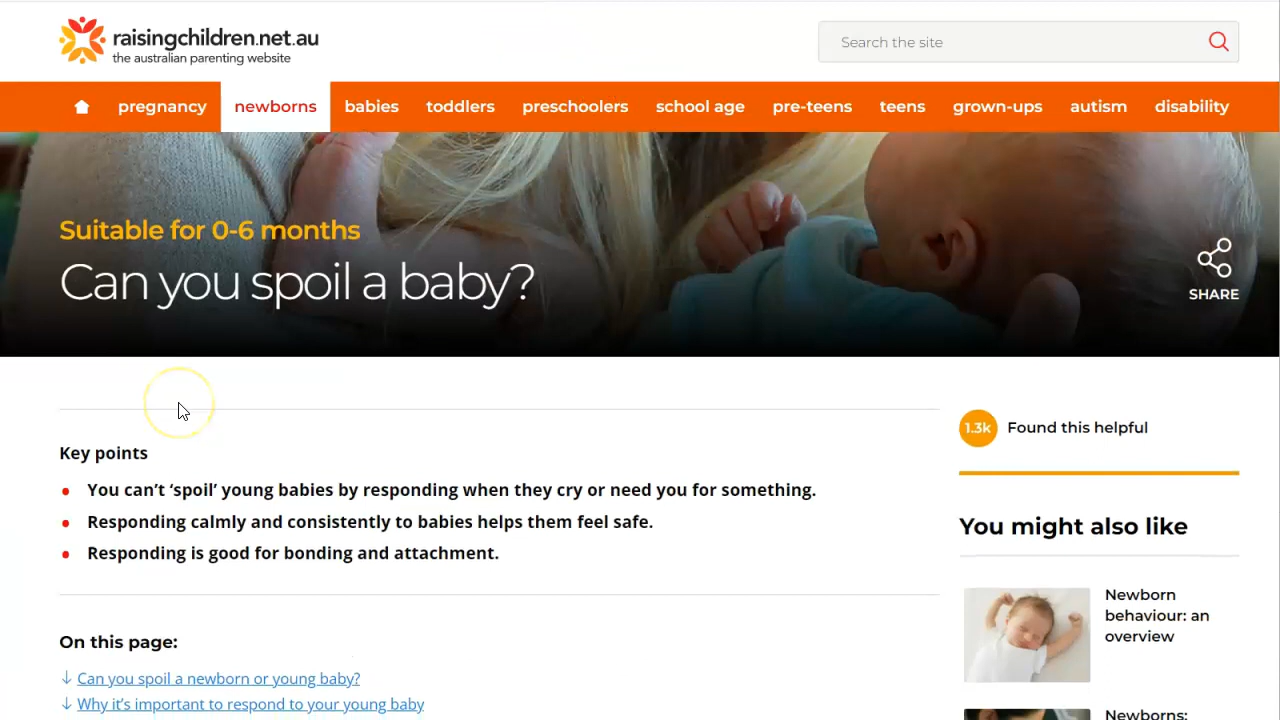 raisingchildren.net.au
the australian parenting website
Search the site
pregnancy newborns babies toddlers preschoolers school age pre-teens teens grown-ups autism disability
Suitable for 0-6 months
Can you spoil a baby?
SHARE
Key points
You can’t ‘spoil’ young babies by responding when they cry or need you for something.
Responding calmly and consistently to babies helps them feel safe.
Responding is good for bonding and attachment.
On this page:
Can you spoil a newborn or young baby?
Why it’s important to respond to your young baby
1.3k Found this helpful
You might also like
Newborn
behaviour: an
overview
Newborns: